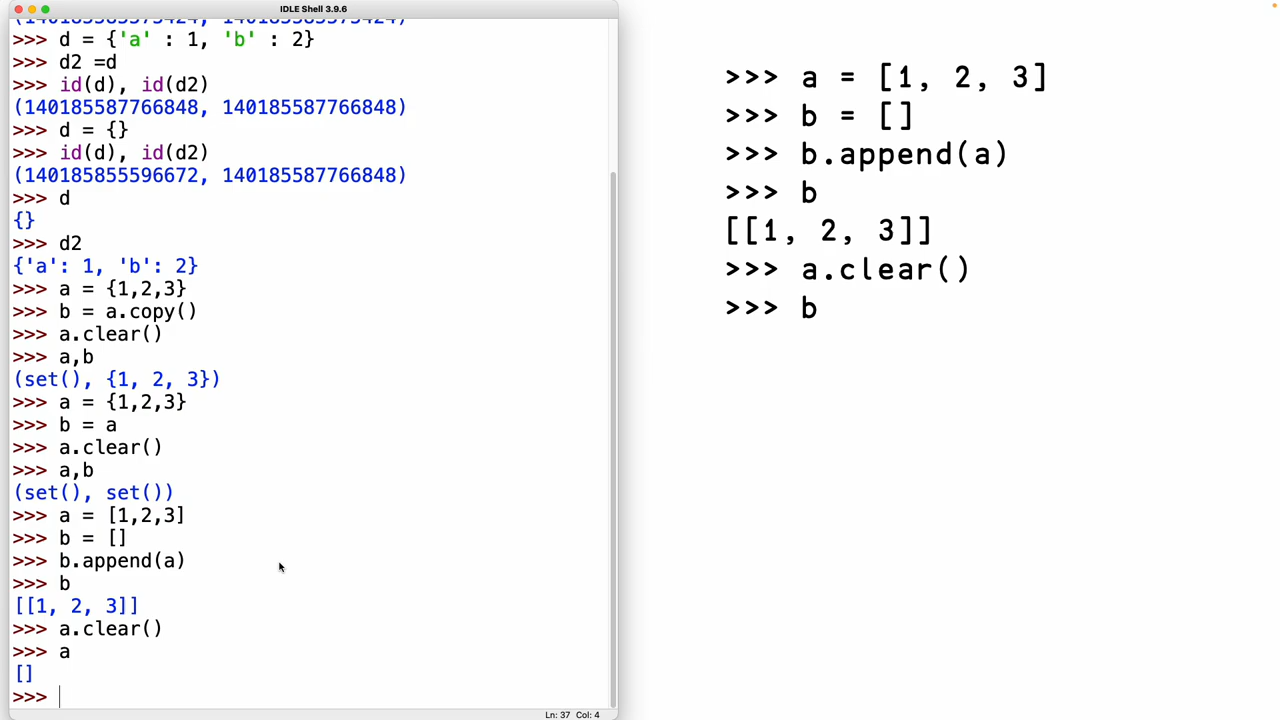 IDLE Shell 3.9.6
(140185585575424, 140185585575424)
>>> d = {'a' : 1, 'b' : 2}
>>> d2 =d
>>> id(d), id(d2)
(140185587766848, 140185587766848)
>>> d = {}
>>> id(d), id(d2)
(140185855596672, 140185587766848)
>>> d
{}
>>> d2
{'a': 1, 'b': 2}
>>> a = {1,2,3}
>>> b = a.copy()
>>> a.clear()
>>> a,b
(set(), {1, 2, 3})
>>> a = {1,2,3}
>>> b = a
>>> a.clear()
>>> a,b
(set(), set())
>>> a = [1,2,3]
>>> b = []
>>> b.append(a)
>>> b
[[1, 2, 3]]
>>> a.clear()
>>> a
[]
>>>
Ln: 37 Col: 4
>>> a = [1, 2, 3]
>>> b = []
>>> b.append(a)
>>> b
[[1, 2, 3]]
>>> a.clear()
>>> b